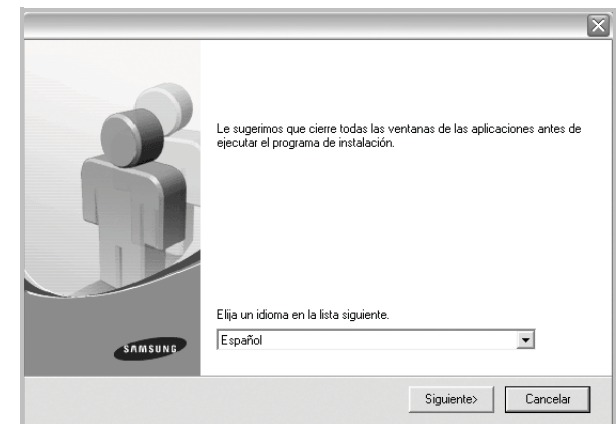 Le sugerimos que cierre todas las ventanas de las aplicaciones antes de
ejecutar el programa de instalación.
Elija un idioma en la lista siguiente.
Español
SAMSUNG
Siguiente> Cancelar